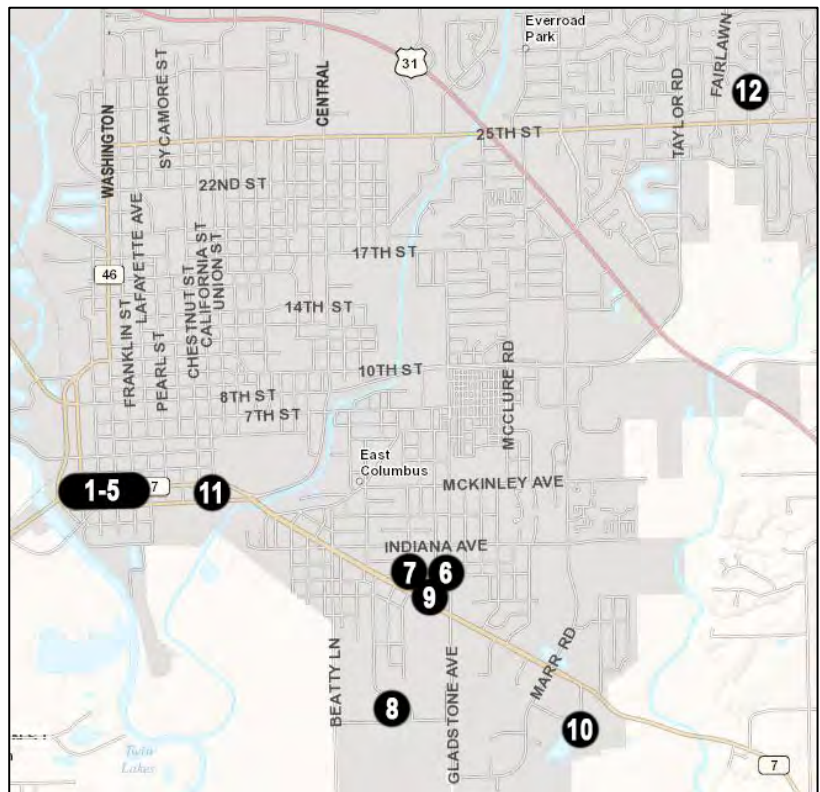 Everroad
Park
31
SYCAMORE ST
CENTRAL
WASHINGTON
TAYLOR RD
FAIRLAWN
12
25TH ST
22ND ST
LAFAYETTE AVE
FRANKLIN ST
PEARL ST
CHESTNUT ST
CALIFORNIA ST
UNION ST
17TH ST
46
14TH ST
10TH ST
MCCLURE RD
8TH ST
7TH ST
East
Columbus
MCKINLEY AVE
1-5
7
11
INDIANA AVE
7
6
9
BEATTY LN
GLADSTONE AVE
MARR RD
8
10
Twin
Lakes
7